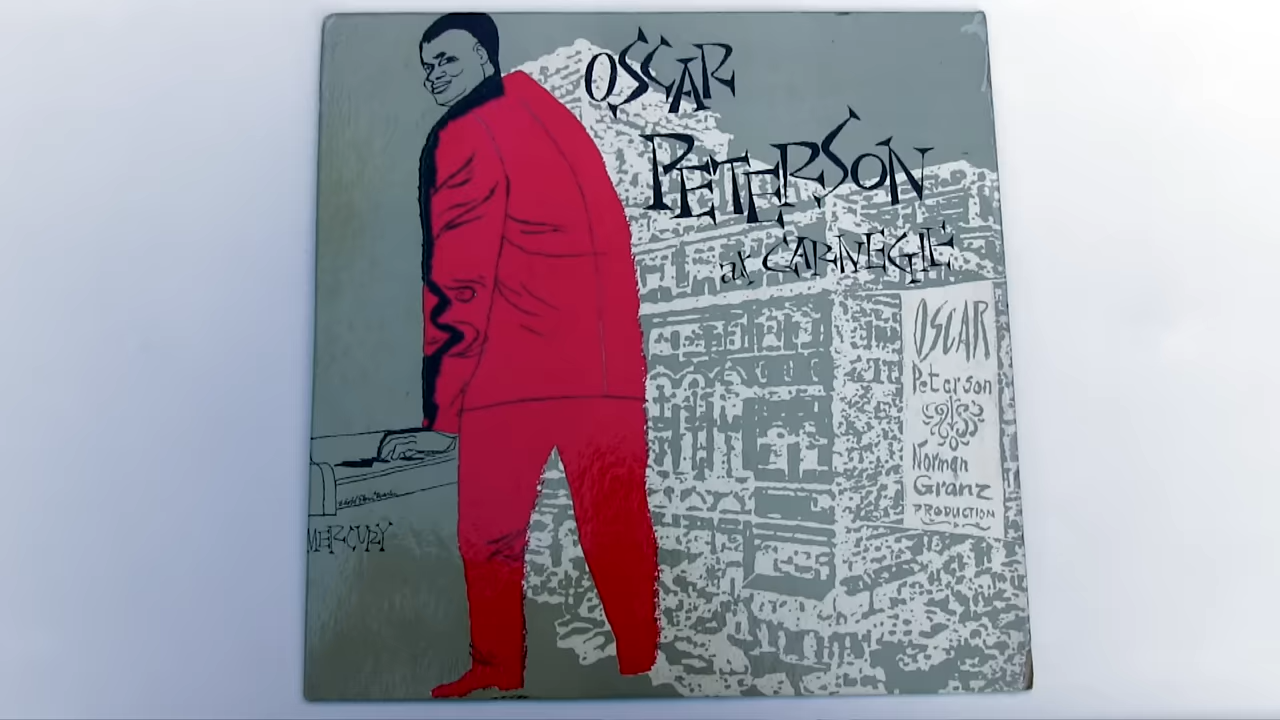 OSCAR
PETERSON
at CARNEGIE
OSCAR
Peterson
Norman
Granz
PRODUCTION
MERCURY